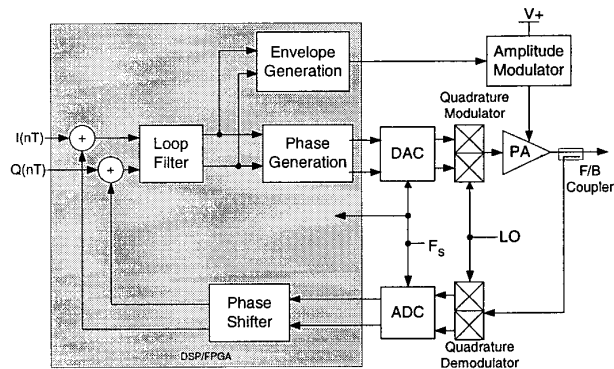 V+
Envelope
Generation
Amplitude
Modulator
Quadrature
Modulator
I(nT)
+
Q(nT)
+
Loop
Filter
Phase
Generation
DAC
PA
F/B
Coupler
Fs
LO
Phase
Shifter
ADC
Quadrature
Demodulator
DSP/FPGA